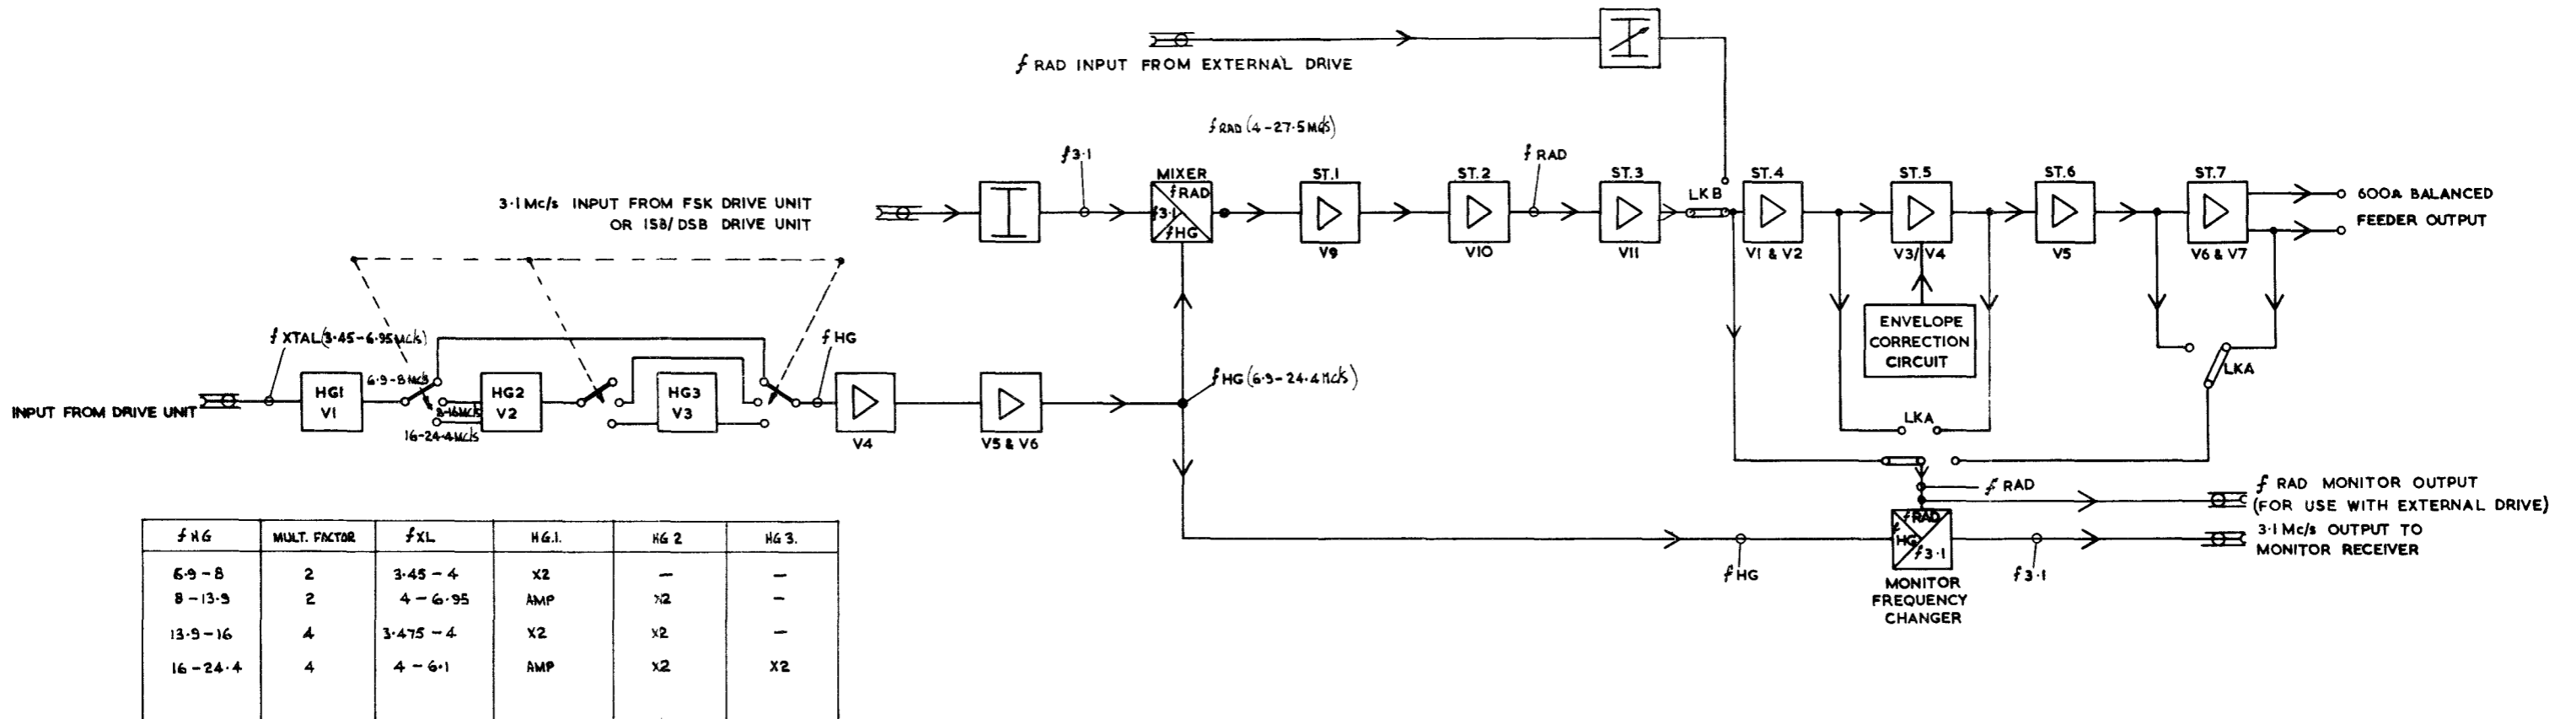 f RAD INPUT FROM EXTERNAL DRIVE
f RAD (4-27·5 Mc/s)
3·1 Mc/s INPUT FROM FSK DRIVE UNIT
OR ISB/DSB DRIVE UNIT
f3·1
MIXER
f RAD
f3·1
fHG
ST.1
V9
ST.2
V10
f RAD
ST.3
V11
LKB
ST.4
V1 & V2
ST.5
V3/V4
ST.6
V5
ST.7
V6 & V7
600Ω BALANCED
FEEDER OUTPUT
ENVELOPE
CORRECTION
CIRCUIT
LKA
LKA
INPUT FROM DRIVE UNIT
f XTAL (3·45-6·95 Mc/s)
HG1
V1
6·9-8 Mc/s
8-16 Mc/s
16-24·4 Mc/s
HG2
V2
HG3
V3
f HG
V4
V5 & V6
fHG (6·9-24·4 Mc/s)
f RAD
f RAD MONITOR OUTPUT
(FOR USE WITH EXTERNAL DRIVE)
3·1 Mc/s OUTPUT TO
MONITOR RECEIVER
fHG
fRAD
f
HG
f3·1
f3·1
MONITOR
FREQUENCY
CHANGER
f HG MULT. FACTOR f XL HG.1. HG 2 HG 3.
6·9-8 2 3·45-4 X2 — —
8-13·9 2 4-6·95 AMP X2 -
13·9-16 4 3·475-4 X2 X2 —
16-24·4 4 4-6·1 AMP X2 X2